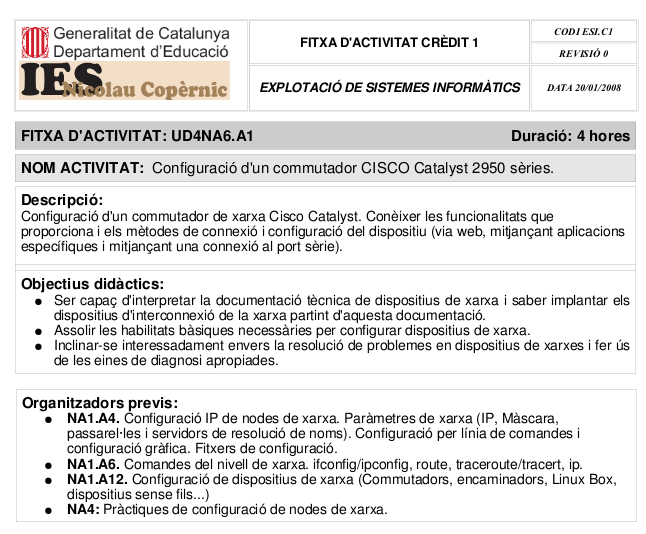 Generalitat de Catalunya
Departament d'Educació
IES
Nicolau Copèrnic
FITXA D'ACTIVITAT CRÈDIT 1
EXPLOTACIÓ DE SISTEMES INFORMÀTICS
CODI ESI.C1
REVISIÓ 0
DATA 20/01/2008
FITXA D'ACTIVITAT: UD4NA6.A1 Duració: 4 hores
NOM ACTIVITAT: Configuració d'un commutador CISCO Catalyst 2950 sèries.
Descripció:
Configuració d'un commutador de xarxa Cisco Catalyst. Conèixer les funcionalitats que
proporciona i els mètodes de connexió i configuració del dispositiu (via web, mitjançant aplicacions
específiques i mitjançant una connexió al port sèrie).
Objectius didàctics:
● Ser capaç d'interpretar la documentació tècnica de dispositius de xarxa i saber implantar els
dispositius d'interconnexió de la xarxa partint d'aquesta documentació.
● Assolir les habilitats bàsiques necessàries per configurar dispositius de xarxa.
● Inclinar-se interessadament envers la resolució de problemes en dispositius de xarxes i fer ús
de les eines de diagnosi apropiades.
Organitzadors previs:
● NA1.A4. Configuració IP de nodes de xarxa. Paràmetres de xarxa (IP, Màscara,
passarel·les i servidors de resolució de noms). Configuració per línia de comandes i
configuració gràfica. Fitxers de configuració.
● NA1.A6. Comandes del nivell de xarxa. ifconfig/ipconfig, route, traceroute/tracert, ip.
● NA1.A12. Configuració de dispositius de xarxa (Commutadors, encaminadors, Linux Box,
dispositius sense fils...)
● NA4: Pràctiques de configuració de nodes de xarxa.